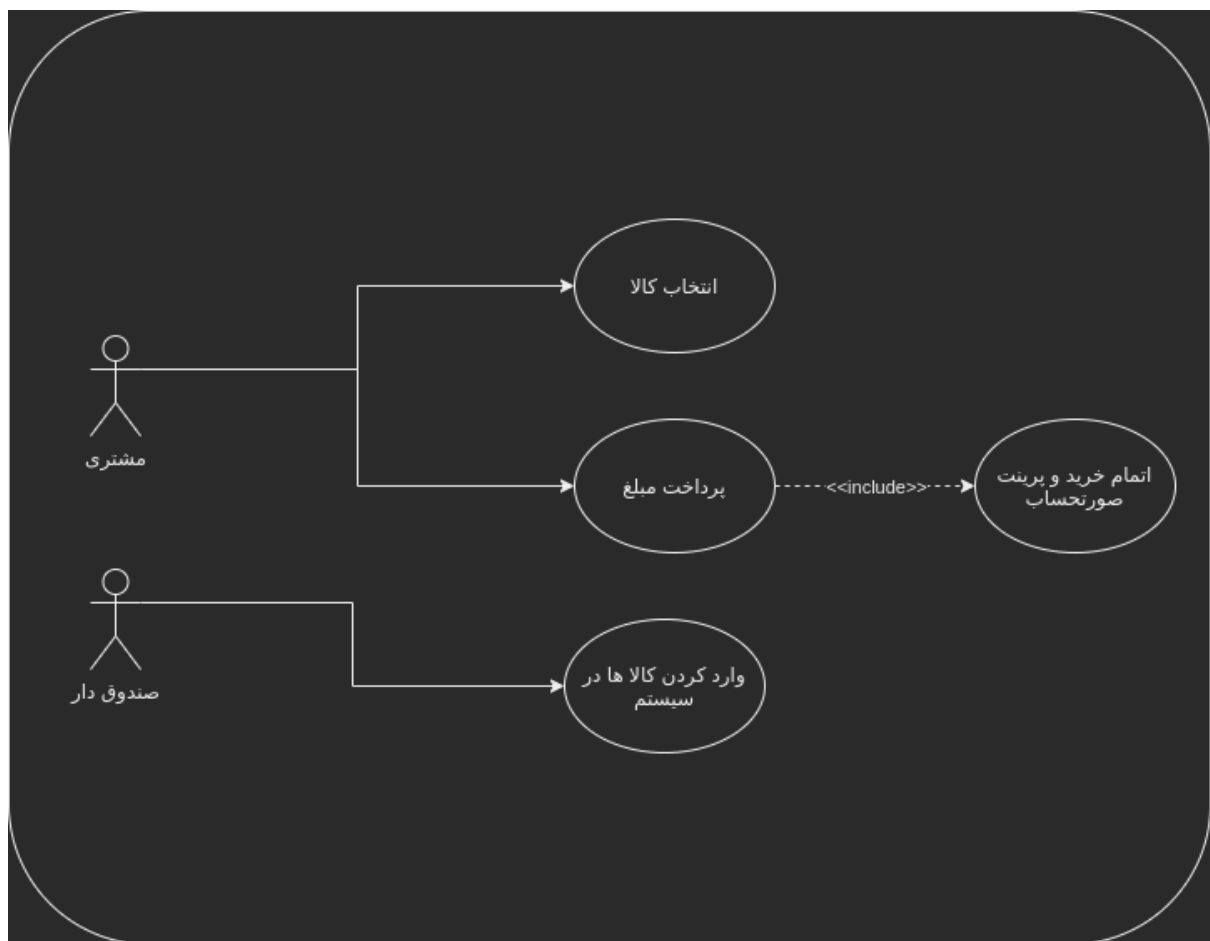 انتخاب کالا
مشتری
پرداخت مبلغ
<<include>>
اتمام خرید و پرینت
صورتحساب
صندوق دار
وارد کردن کالا ها در
سیستم